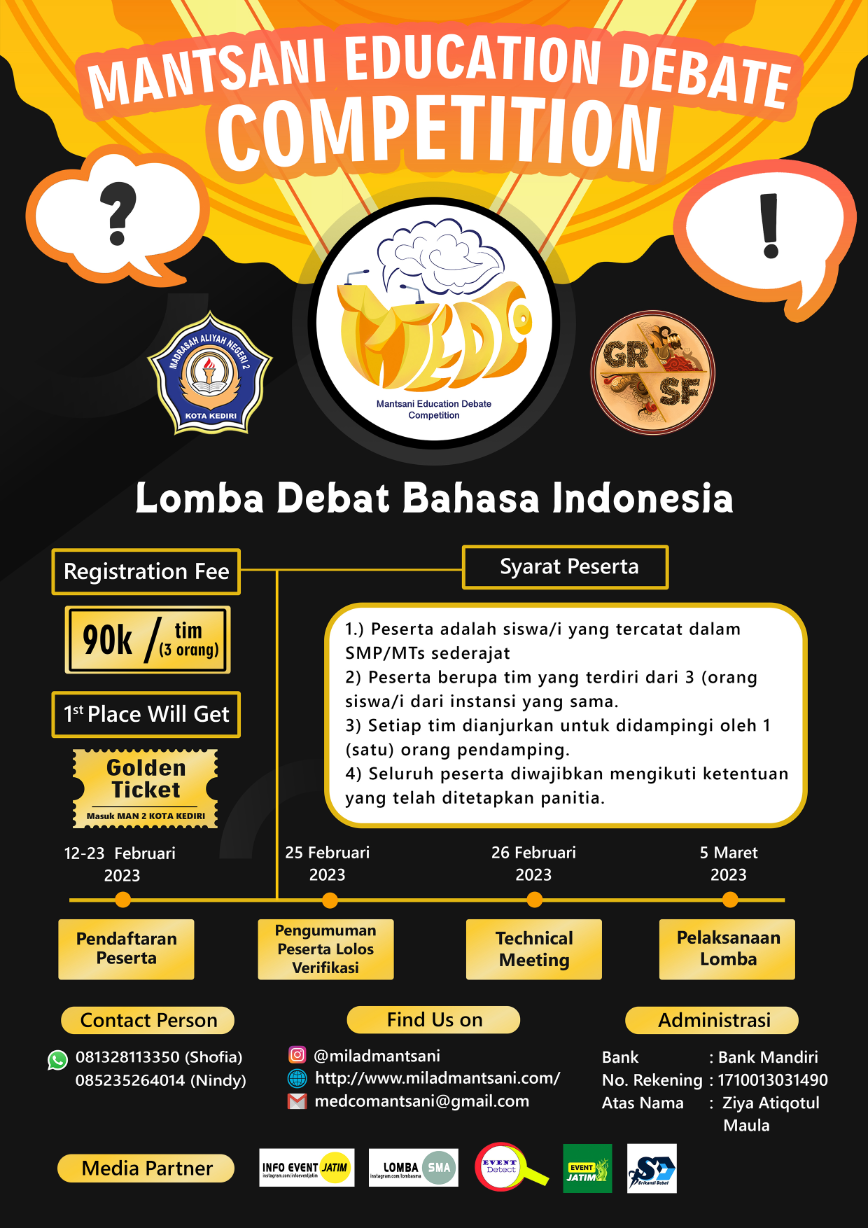 MANTSANI EDUCATION DEBATE
COMPETITION
?
!
MADRASAH ALIYAH NEGERI 2
KOTA KEDIRI
MEDCO
Mantsani Education Debate
Competition
GR
SF
Lomba Debat Bahasa Indonesia
Registration Fee
90k / tim
(3 orang)
1st Place Will Get
Golden
Ticket
Masuk MAN 2 KOTA KEDIRI
Syarat Peserta
1.) Peserta adalah siswa/i yang tercatat dalam
SMP/MTs sederajat
2) Peserta berupa tim yang terdiri dari 3 (orang
siswa/i dari instansi yang sama.
3) Setiap tim dianjurkan untuk didampingi oleh 1
(satu) orang pendamping.
4) Seluruh peserta diwajibkan mengikuti ketentuan
yang telah ditetapkan panitia.
12-23 Februari
2023
Pendaftaran
Peserta
25 Februari
2023
Pengumuman
Peserta Lolos
Verifikasi
26 Februari
2023
Technical
Meeting
5 Maret
2023
Pelaksanaan
Lomba
Contact Person
081328113350 (Shofia)
085235264014 (Nindy)
Find Us on
@miladmantsani
http://www.miladmantsani.com/
medcomantsani@gmail.com
Administrasi
Bank : Bank Mandiri
No. Rekening : 1710013031490
Atas Nama : Ziya Atiqotul
Maula
Media Partner
INFO EVENT JATIM
LOMBA SMA
EVENT
Detect
EVENT
JATIM